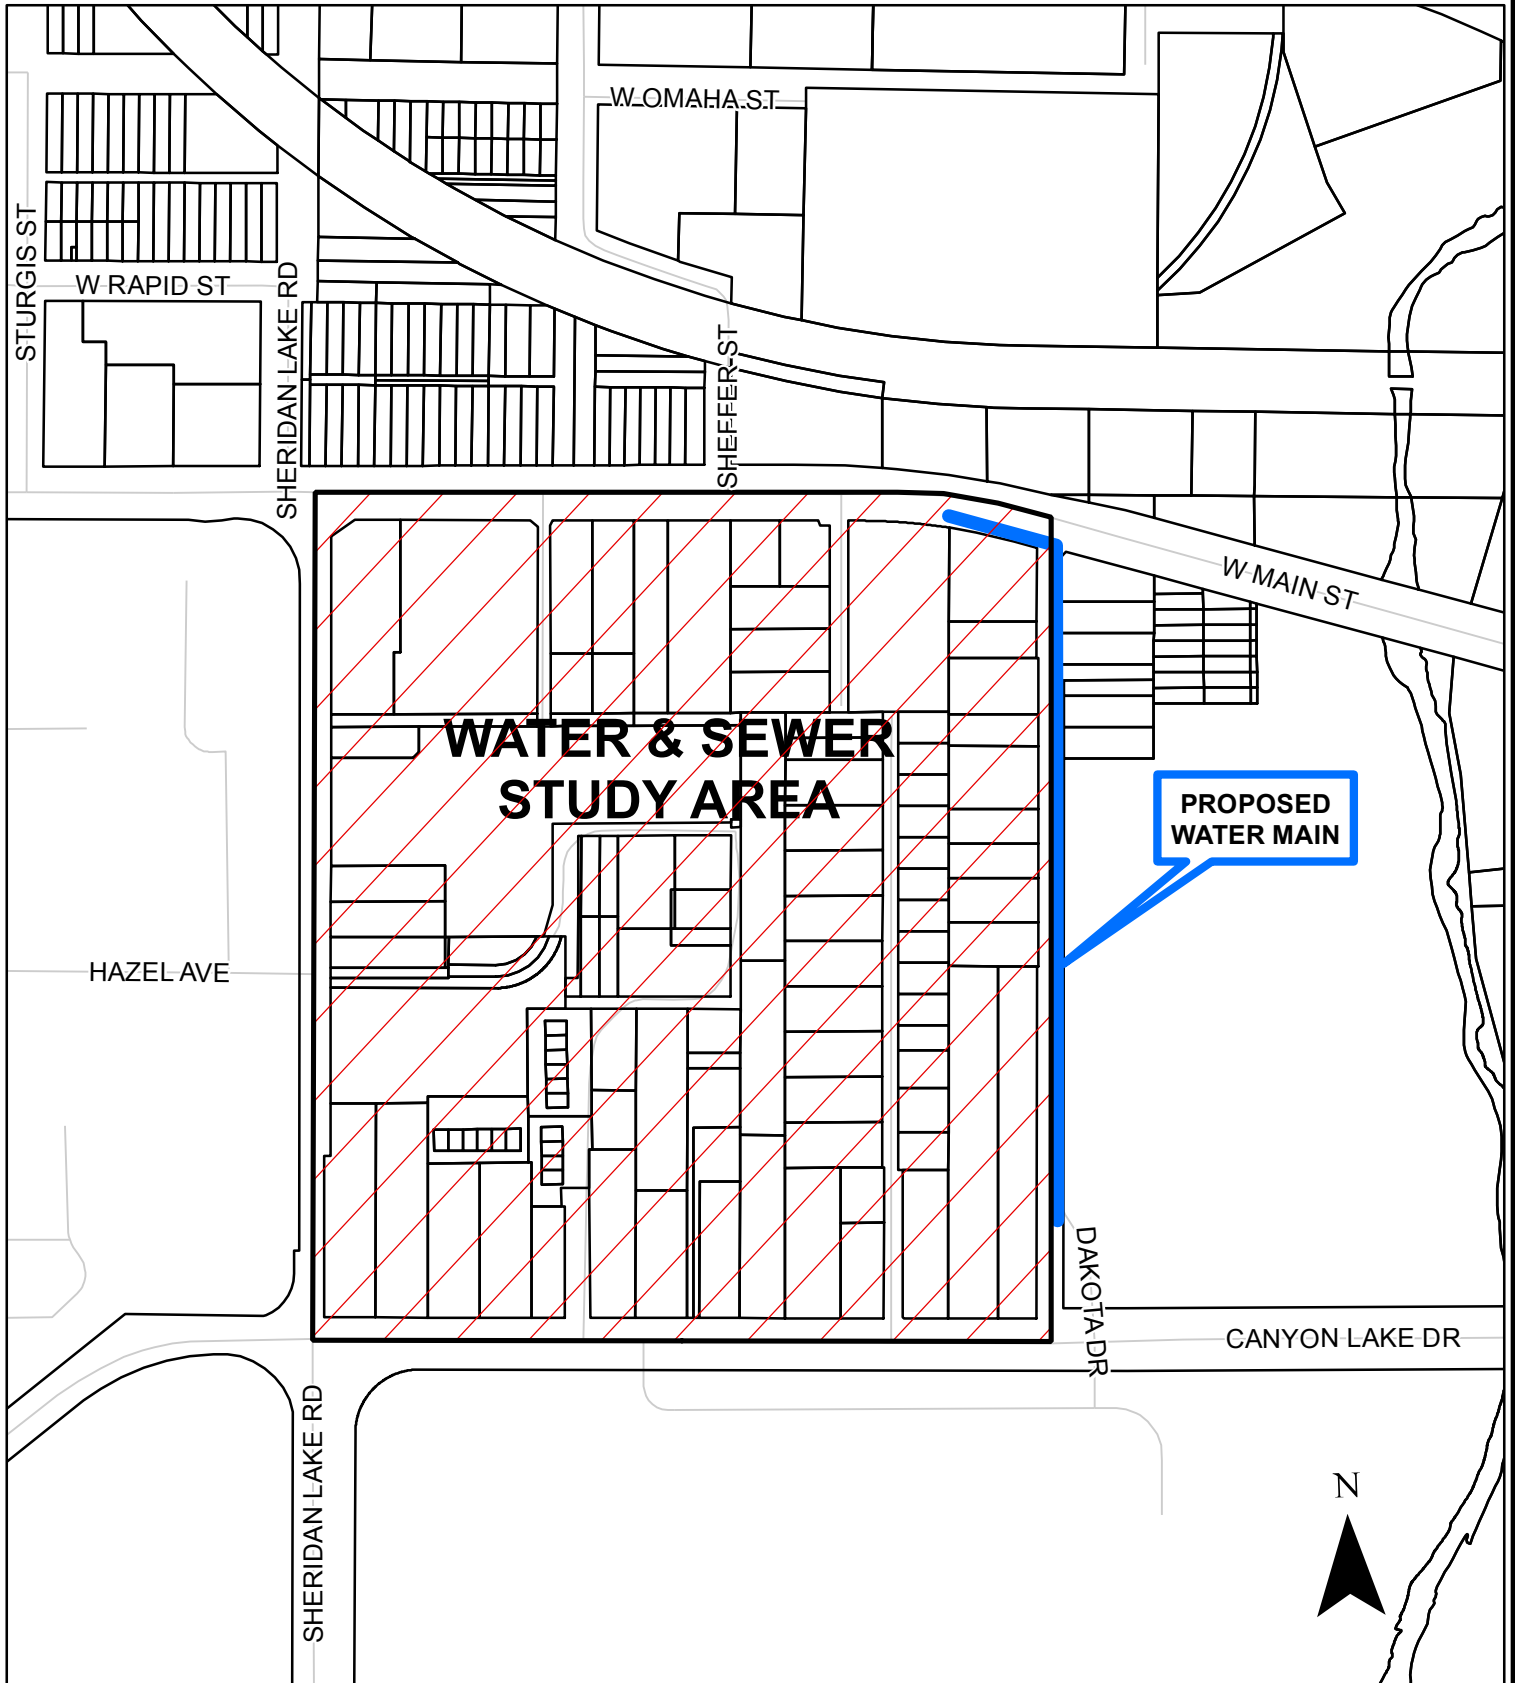 W OMAHA ST
STURGIS ST
W RAPID ST
SHERIDAN LAKE RD
SHEFFER ST
W MAIN ST
WATER & SEWER
STUDY AREA
PROPOSED
WATER MAIN
HAZEL AVE
DAKOTA DR
CANYON LAKE DR
SHERIDAN LAKE RD
N